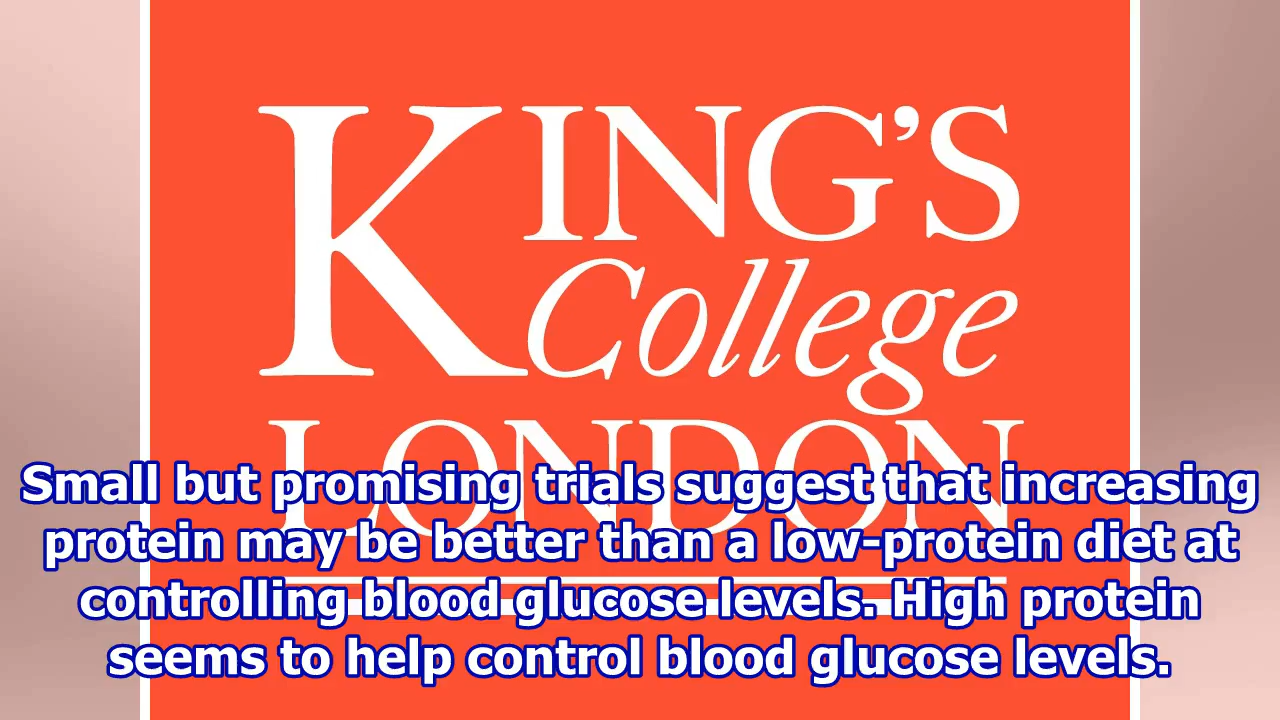 KING'S
College
LONDON
Small but promising trials suggest that increasing
protein may be better than a low-protein diet at
controlling blood glucose levels. High protein
seems to help control blood glucose levels.